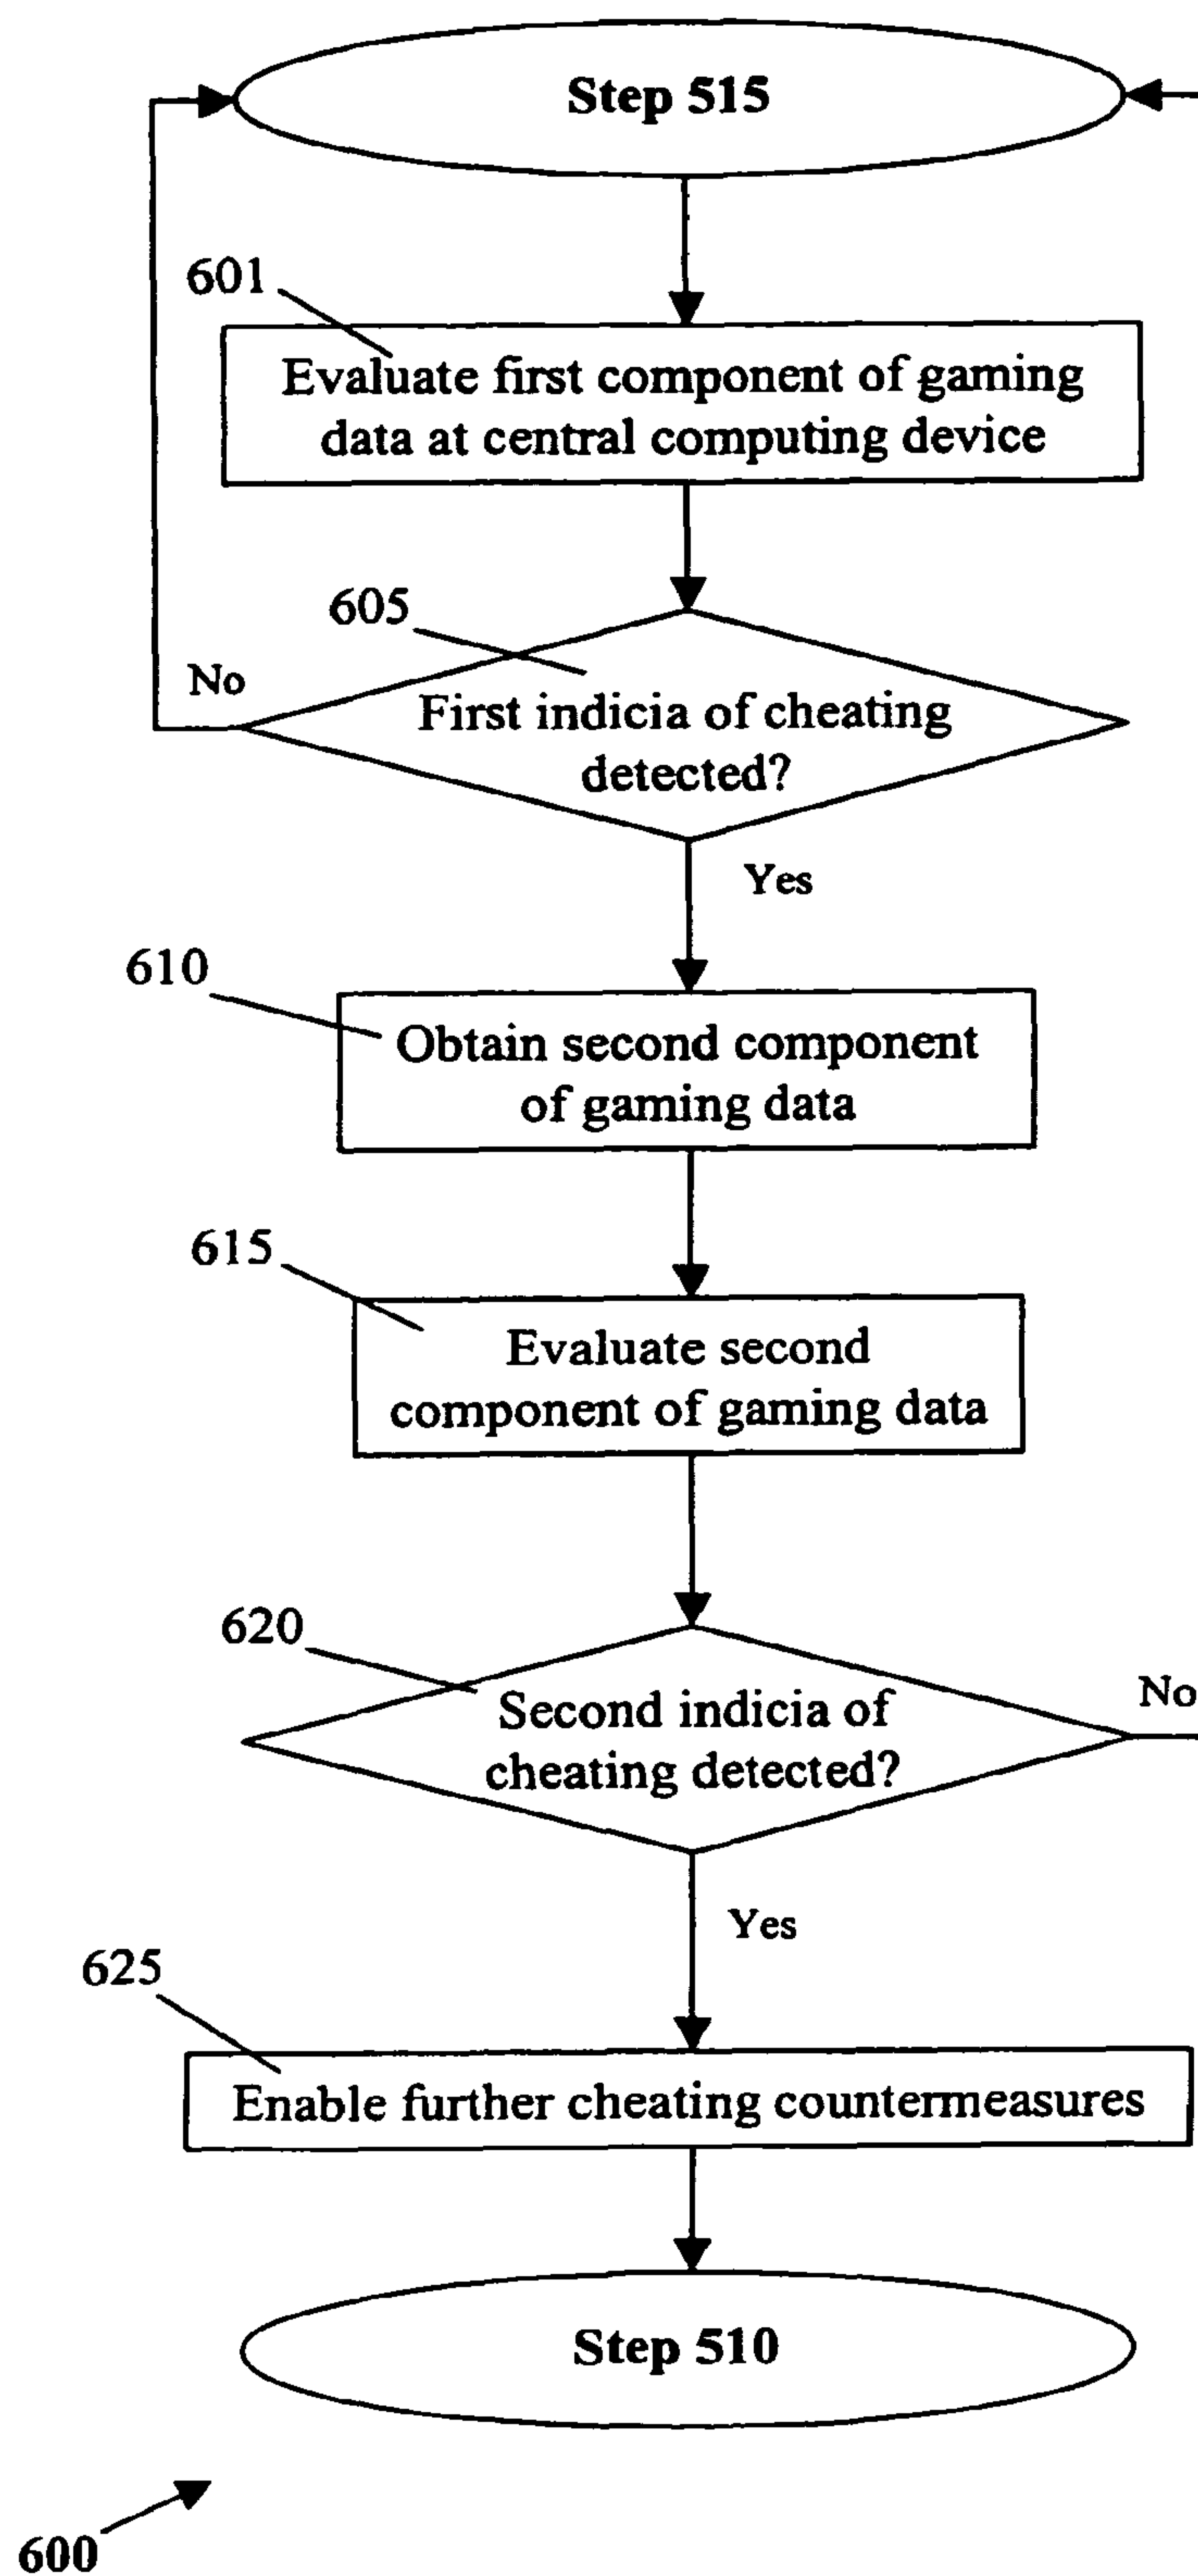 Step 515
601
Evaluate first component of gaming
data at central computing device
605
No
First indicia of cheating
detected?
Yes
610
Obtain second component
of gaming data
615
Evaluate second
component of gaming data
620
No
Second indicia of
cheating detected?
Yes
625
Enable further cheating countermeasures
Step 510
600